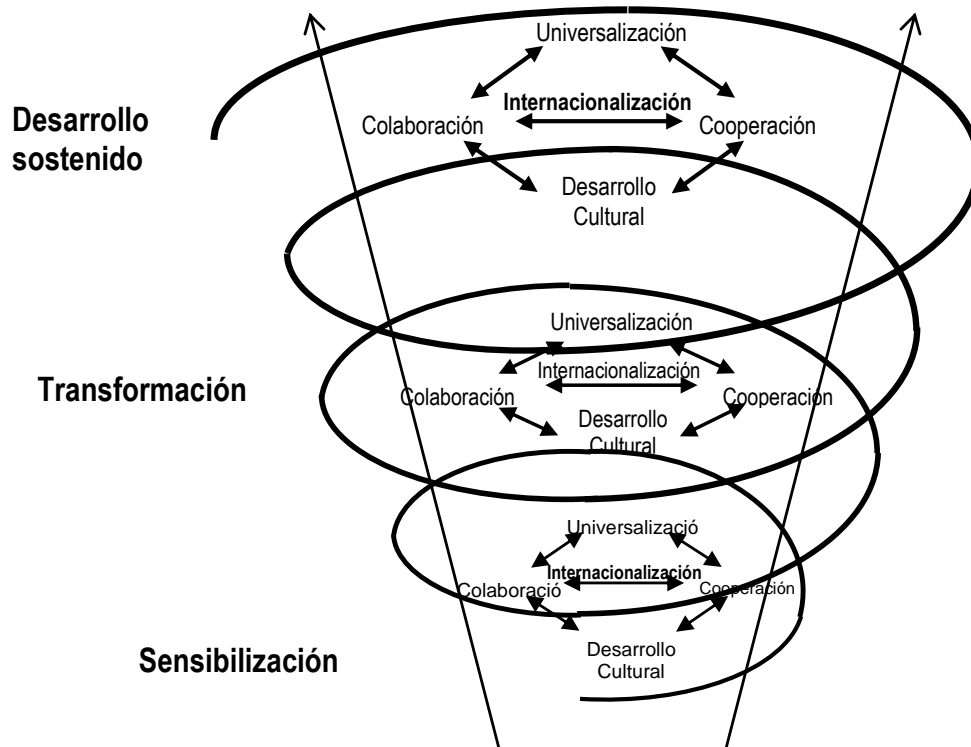 Universalización
Internacionalización
Colaboración
Cooperación
Desarrollo
Cultural
Desarrollo
sostenido
Universalización
Internacionalización
Colaboración
Cooperación
Desarrollo
Cultural
Transformación
Universalizació
Internacionalización
Colaboració
Cooperación
Desarrollo
Cultural
Sensibilización